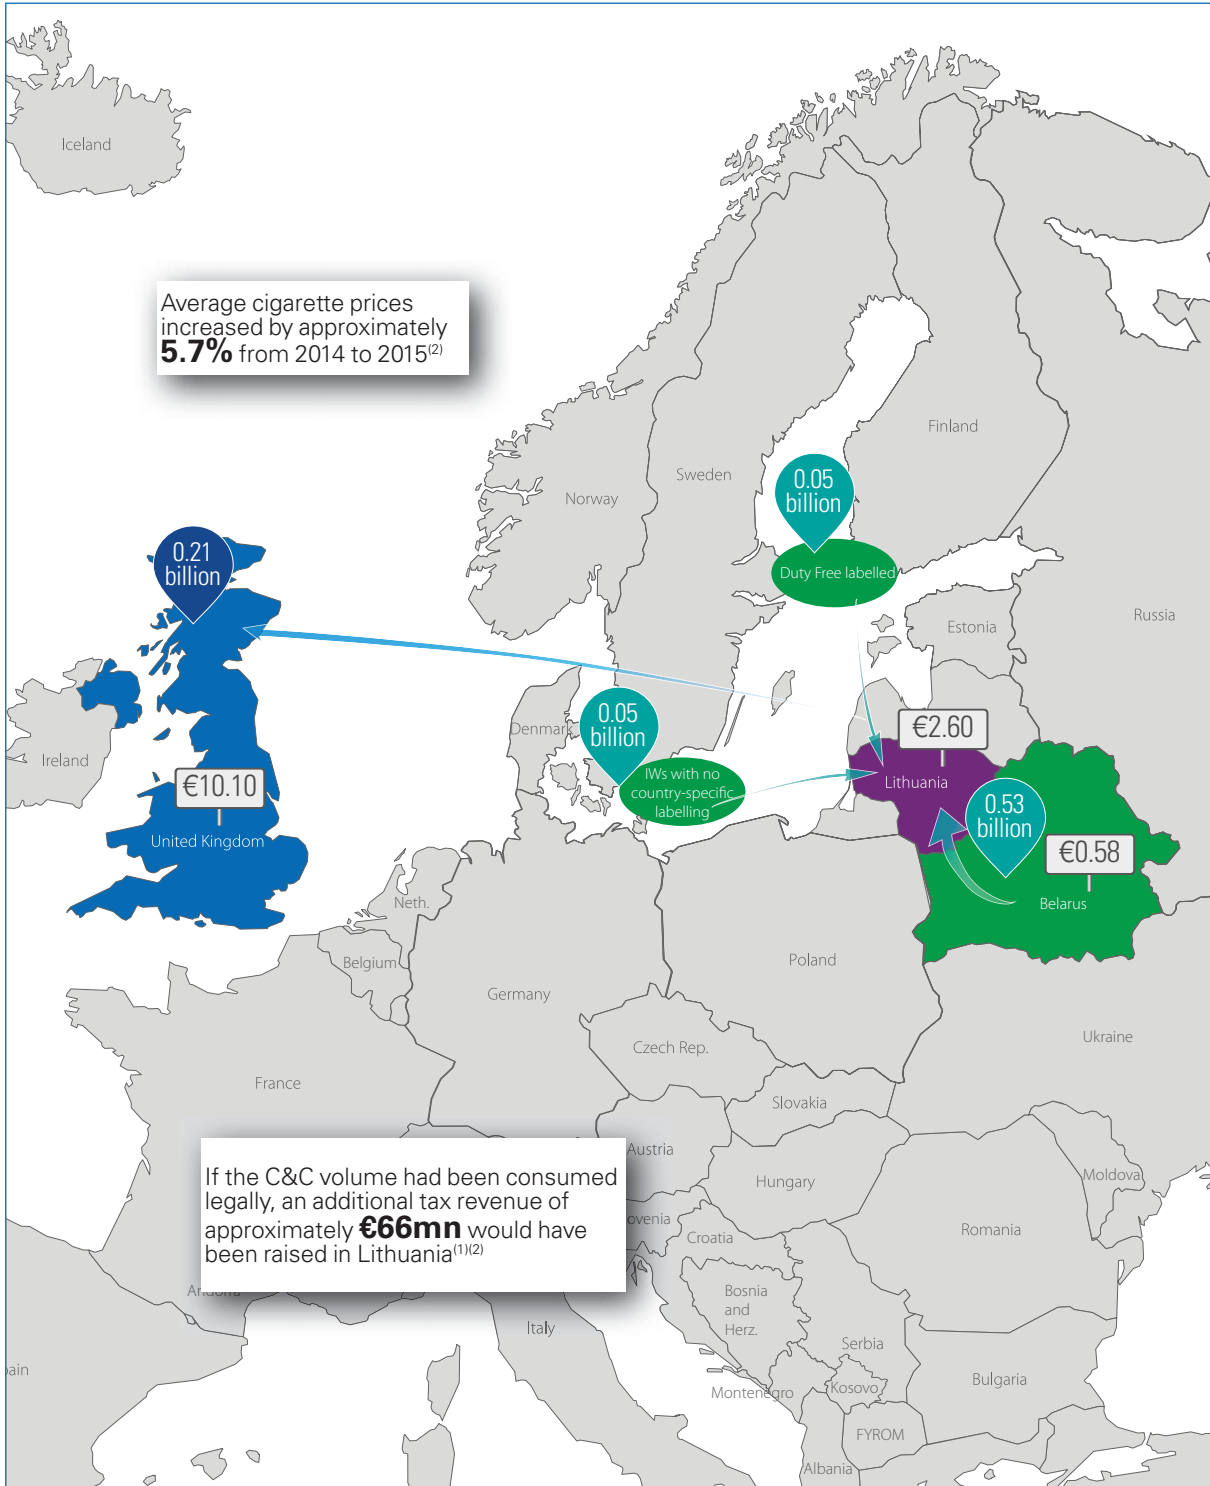 Iceland
Average cigarette prices
increased by approximately
5.7% from 2014 to 2015(2)
Finland
Sweden
Norway
0.05
billion
Duty Free labelled
0.21
billion
Russia
Estonia
0.05
billion
Denmark
€2.60
Ireland
€10.10
IWs with no
country-specific
labelling
Lithuania
0.53
billion
United Kingdom
€0.58
Neth.
Belarus
Belgium
Poland
Germany
Ukraine
Czech Rep.
France
Slovakia
If the C&C volume had been consumed
legally, an additional tax revenue of
approximately €66mn would have
been raised in Lithuania(1)(2)
Austria
Hungary
Moldova
ovenia
Croatia
Romania
Andorra
Bosnia
and
Herz.
Italy
Serbia
ain
Montenegro
Kosovo
Bulgaria
FYROM
Albania